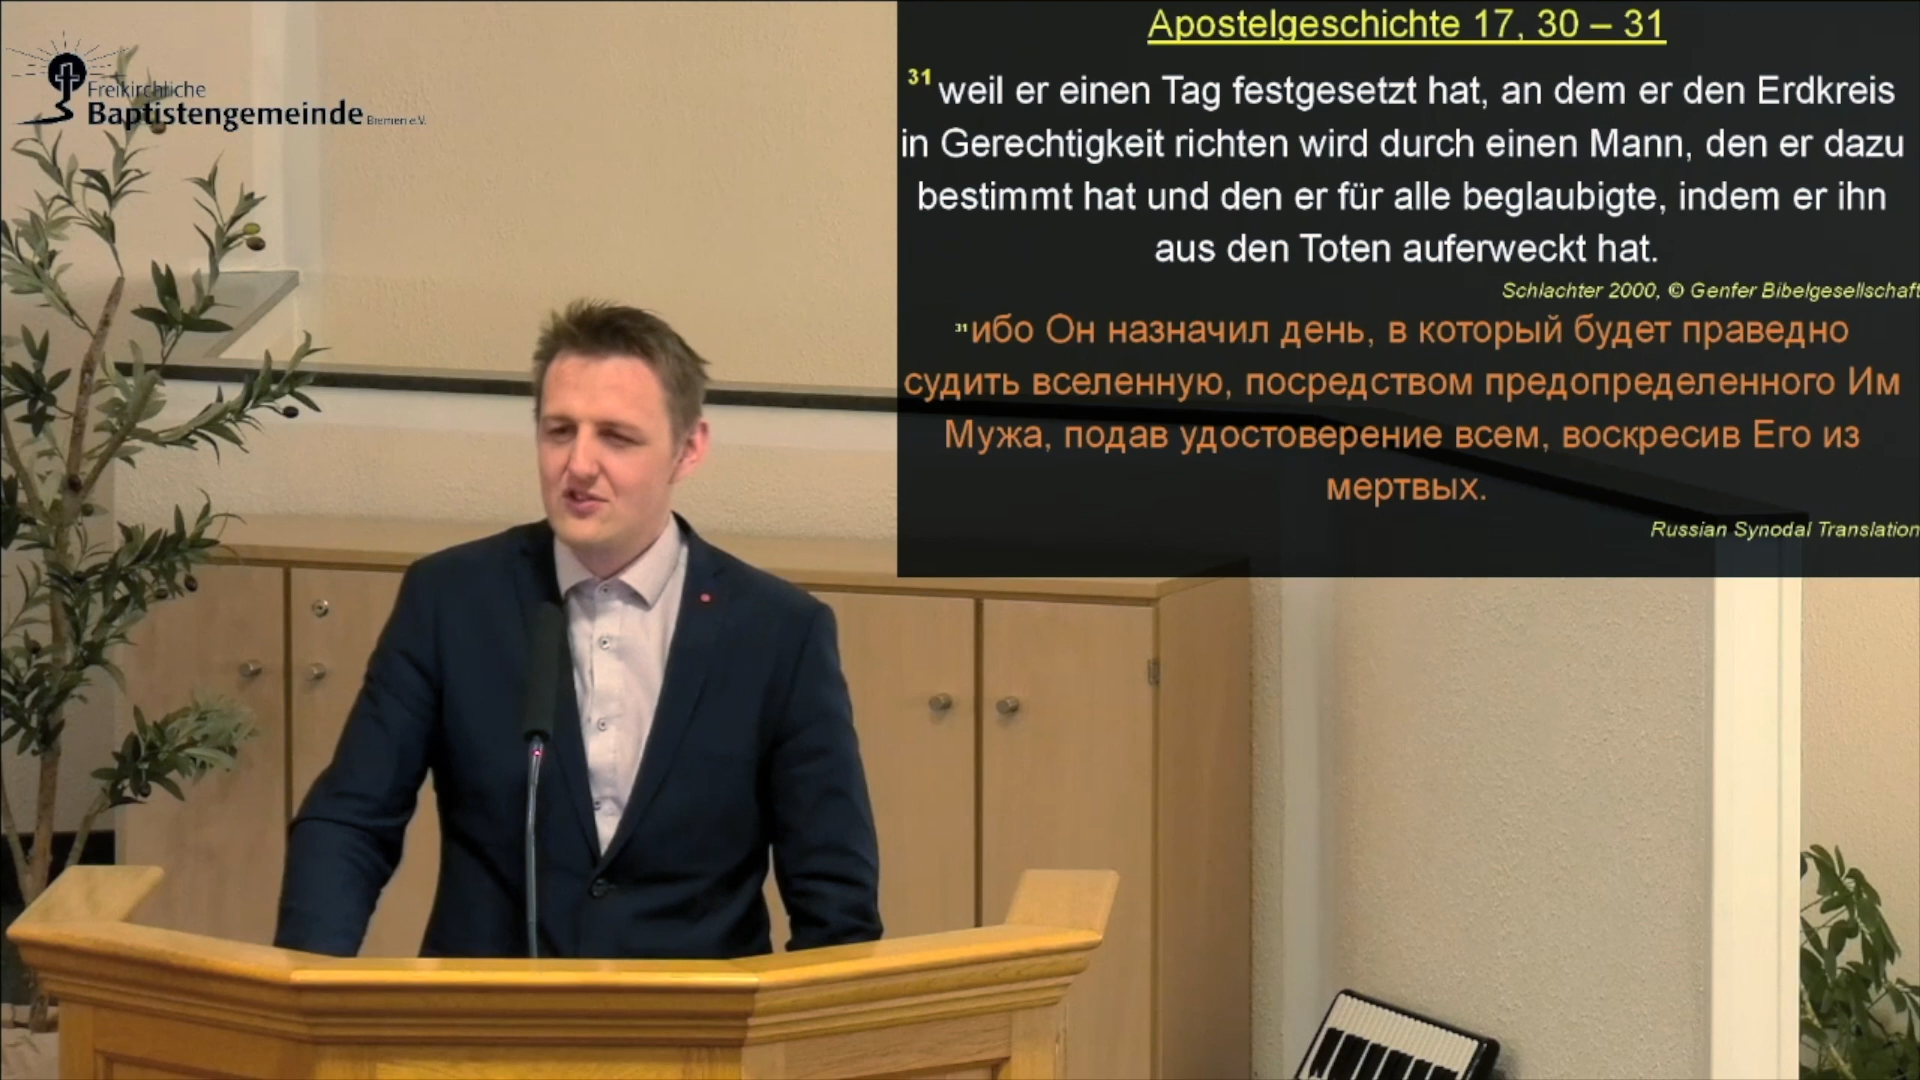 Freikirchliche
Baptistengemeinde Bremen e.V.
Apostelgeschichte 17, 30 – 31
31 weil er einen Tag festgesetzt hat, an dem er den Erdkreis
in Gerechtigkeit richten wird durch einen Mann, den er dazu
bestimmt hat und den er für alle beglaubigte, indem er ihn
aus den Toten auferweckt hat.
Schlachter 2000, © Genfer Bibelgesellschaft
31 ибо Он назначил день, в который будет праведно
судить вселенную, посредством предопределенного Им
Мужа, подав удостоверение всем, воскресив Его из
мертвых.
Russian Synodal Translation